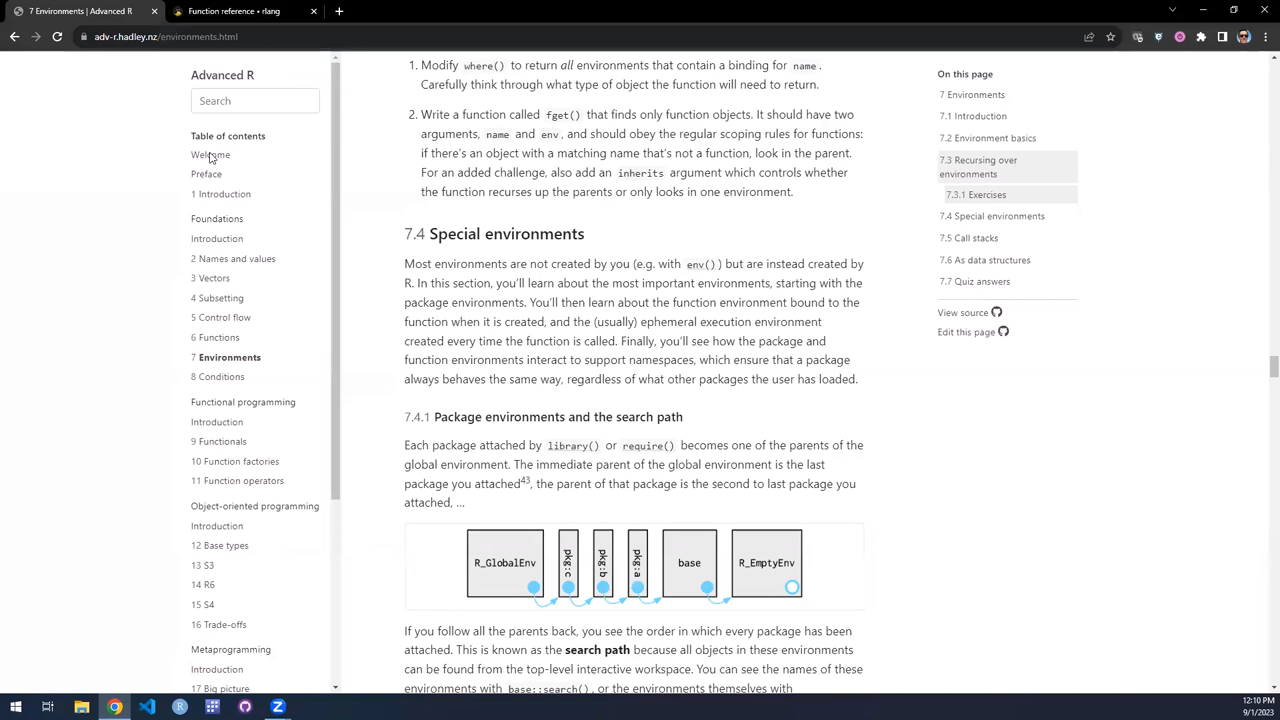 7 Environments | Advanced R
Function reference • rlang
adv-r.hadley.nz/environments.html
Advanced R
Search
Table of contents
Welcome
Preface
1 Introduction
Foundations
Introduction
2 Names and values
3 Vectors
4 Subsetting
5 Control flow
6 Functions
7 Environments
8 Conditions
Functional programming
Introduction
9 Functionals
10 Function factories
11 Function operators
Object-oriented programming
Introduction
12 Base types
13 S3
14 R6
15 S4
16 Trade-offs
Metaprogramming
Introduction
17 Big picture
1. Modify where() to return all environments that contain a binding for name.
Carefully think through what type of object the function will need to return.
2. Write a function called fget() that finds only function objects. It should have two
arguments, name and env, and should obey the regular scoping rules for functions:
if there's an object with a matching name that's not a function, look in the parent.
For an added challenge, also add an inherits argument which controls whether
the function recurses up the parents or only looks in one environment.
7.4 Special environments
Most environments are not created by you (e.g. with env()) but are instead created by
R. In this section, you'll learn about the most important environments, starting with the
package environments. You'll then learn about the function environment bound to the
function when it is created, and the (usually) ephemeral execution environment
created every time the function is called. Finally, you'll see how the package and
function environments interact to support namespaces, which ensure that a package
always behaves the same way, regardless of what other packages the user has loaded.
7.4.1 Package environments and the search path
Each package attached by library() or require() becomes one of the parents of the
global environment. The immediate parent of the global environment is the last
package you attached43, the parent of that package is the second to last package you
attached, …
R_GlobalEnv
pkg:c
pkg:b
pkg:a
base
R_EmptyEnv
If you follow all the parents back, you see the order in which every package has been
attached. This is known as the search path because all objects in these environments
can be found from the top-level interactive workspace. You can see the names of these
environments with base::search(), or the environments themselves with
On this page
7 Environments
7.1 Introduction
7.2 Environment basics
7.3 Recursing over
environments
7.3.1 Exercises
7.4 Special environments
7.5 Call stacks
7.6 As data structures
7.7 Quiz answers
View source
Edit this page
12:10 PM
9/1/2023